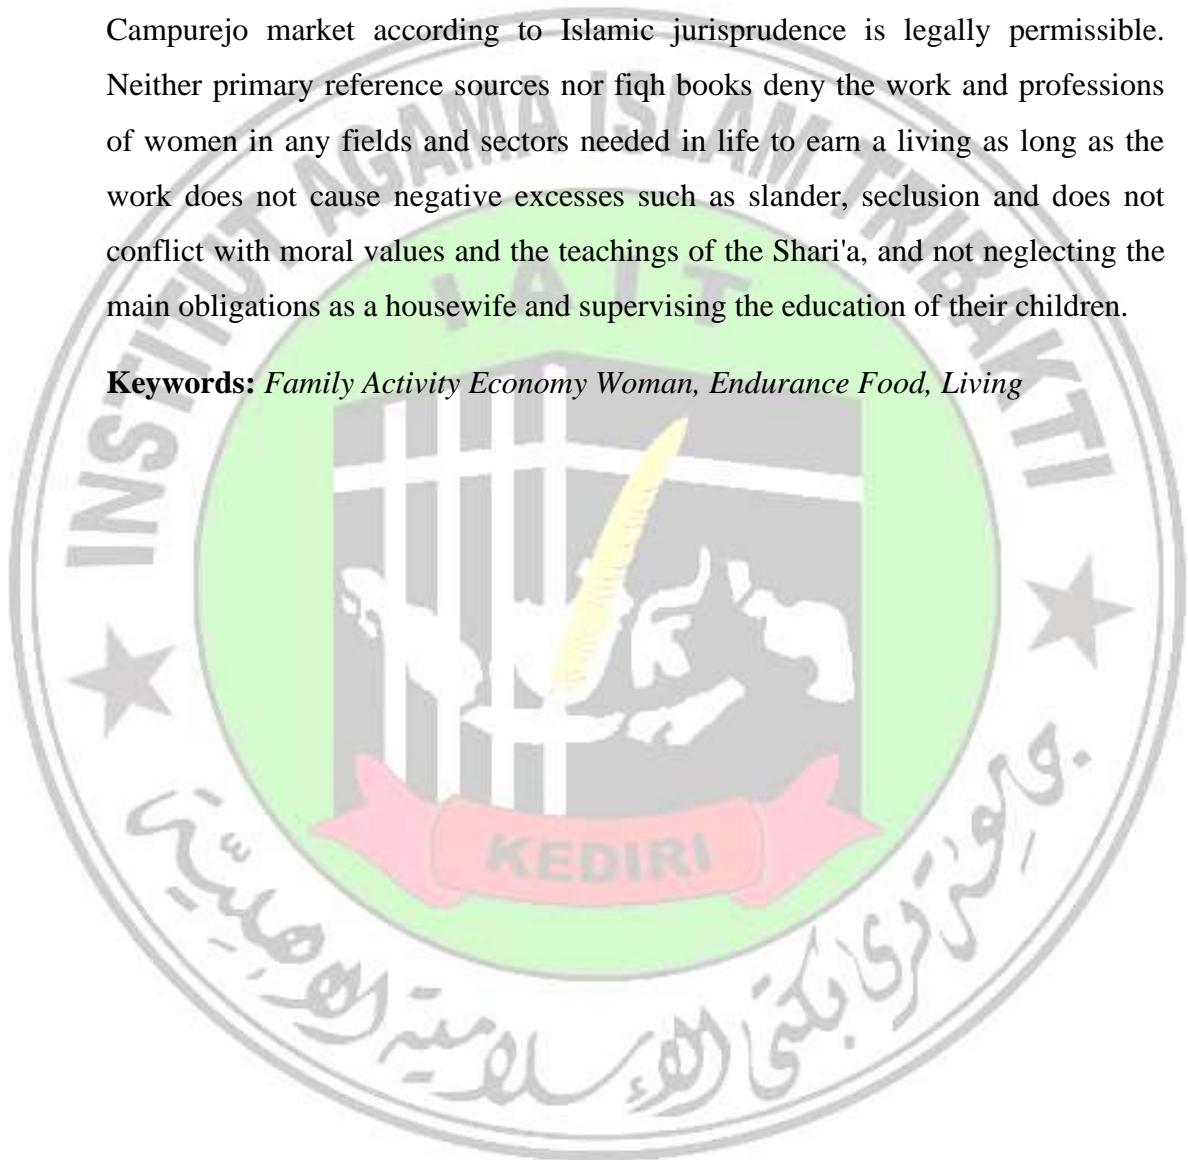 Campurejo market according to Islamic jurisprudence is legally permissible.
Neither primary reference sources nor fiqh books deny the work and professions
of women in any fields and sectors needed in life to earn a living as long as the
work does not cause negative excesses such as slander, seclusion and does not
conflict with moral values and the teachings of the Shari'a, and not neglecting the
main obligations as a housewife and supervising the education of their children.
Keywords: Family Activity Economy Woman, Endurance Food, Living
INSTITUT AGAMA ISLAM TRIBAKTI
I A I T
KEDIRI